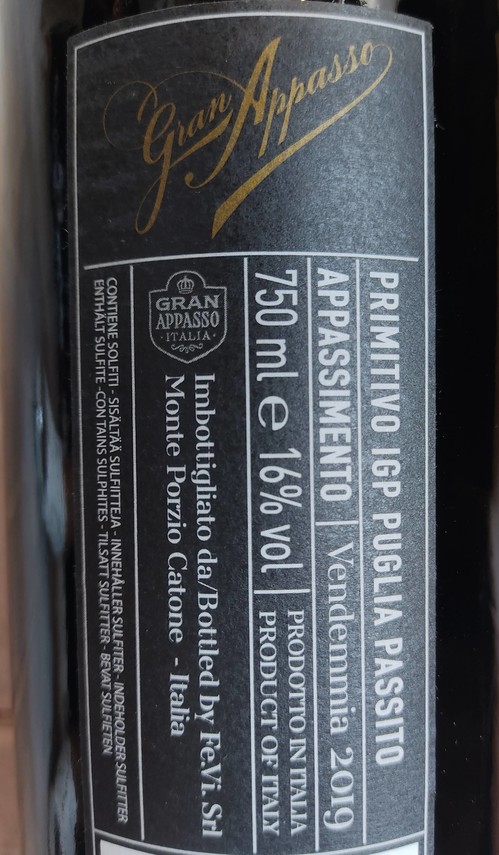 Gran Appasso
PRIMITIVO IGP PUGLIA PASSITO
APPASSIMENTO | Vendemmia 2019
750 ml e 16% vol | PRODOTTO IN ITALIA
PRODUCT OF ITALY
GRAN
APPASSO
·ITALIA·
Imbottigliato da/Bottled by Fe.Vi. Srl
Monte Porzio Catone - Italia
CONTIENE SOLFITI - SISÄLTÄÄ SULFIITTEJA - INNEHÅLLER SULFITER - INDEHOLDER SULFITTER
ENTHÄLT SULFITE - CONTAINS SULPHITES - TILSATT SULFITTER - BEVAT SULFIETEN